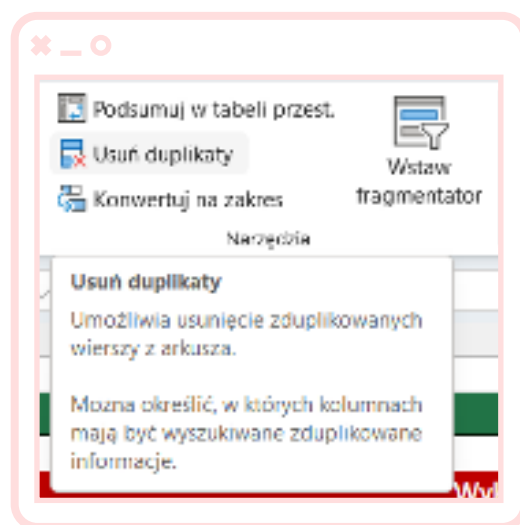 Podsumuj w tabeli przest.
Usuń duplikaty
Konwertuj na zakres
Wstaw
fragmentator
Narzędzia
Usuń duplikaty
Umożliwia usunięcie zduplikowanych
wierszy z arkusza.
Można określić, w których kolumnach
mają być wyszukiwane zduplikowane
informacje.